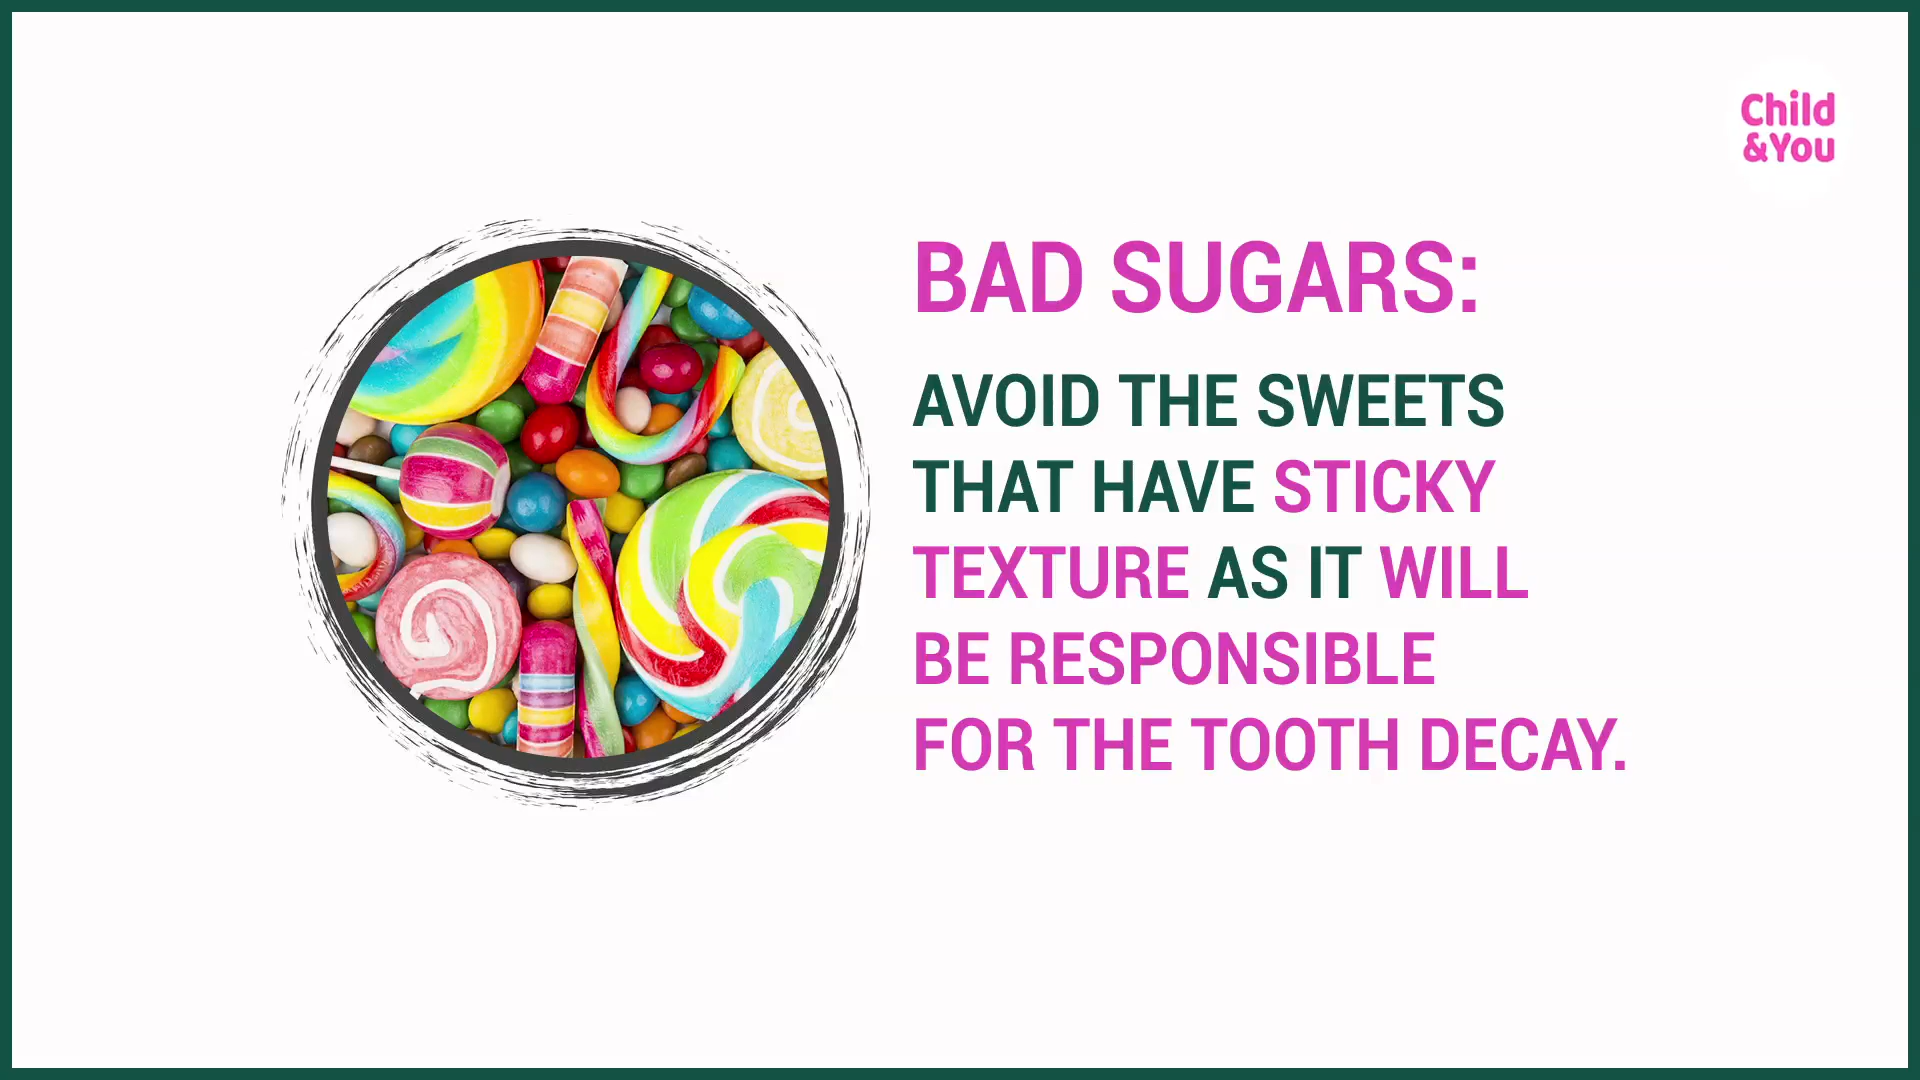 Child
&You
BAD SUGARS:
AVOID THE SWEETS
THAT HAVE STICKY
TEXTURE AS IT WILL
BE RESPONSIBLE
FOR THE TOOTH DECAY.